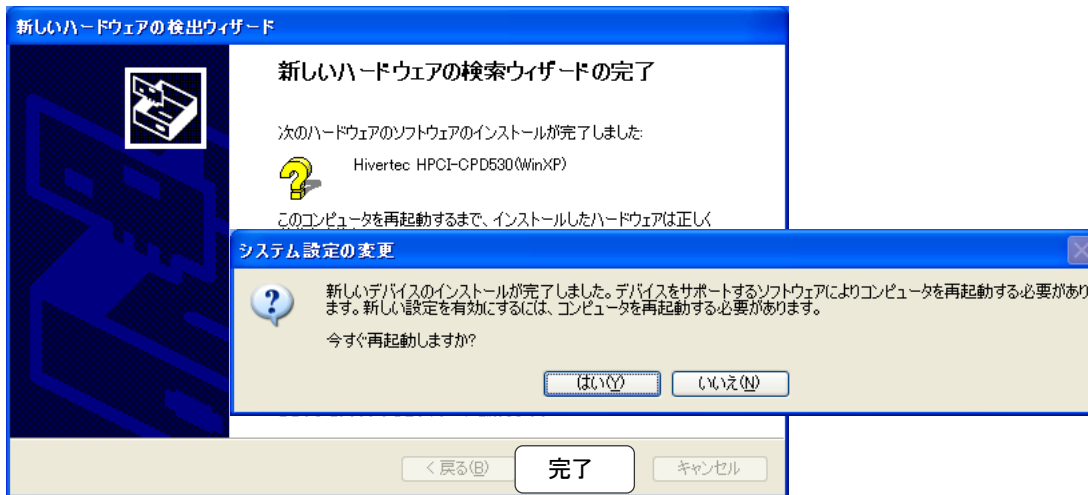 新しいハードウェアの検出ウィザード
新しいハードウェアの検索ウィザードの完了
次のハードウェアのソフトウェアのインストールが完了しました:
Hivertec HPCI-CPD530(WinXP)
このコンピュータを再起動するまで、インストールしたハードウェアは正しく
システム設定の変更
新しいデバイスのインストールが完了しました。デバイスをサポートするソフトウェアによりコンピュータを再起動する必要があり
ます。新しい設定を有効にするには、コンピュータを再起動する必要があります。
今すぐ再起動しますか?
はい(Y) いいえ(N)
< 戻る(B) 完了 キャンセル